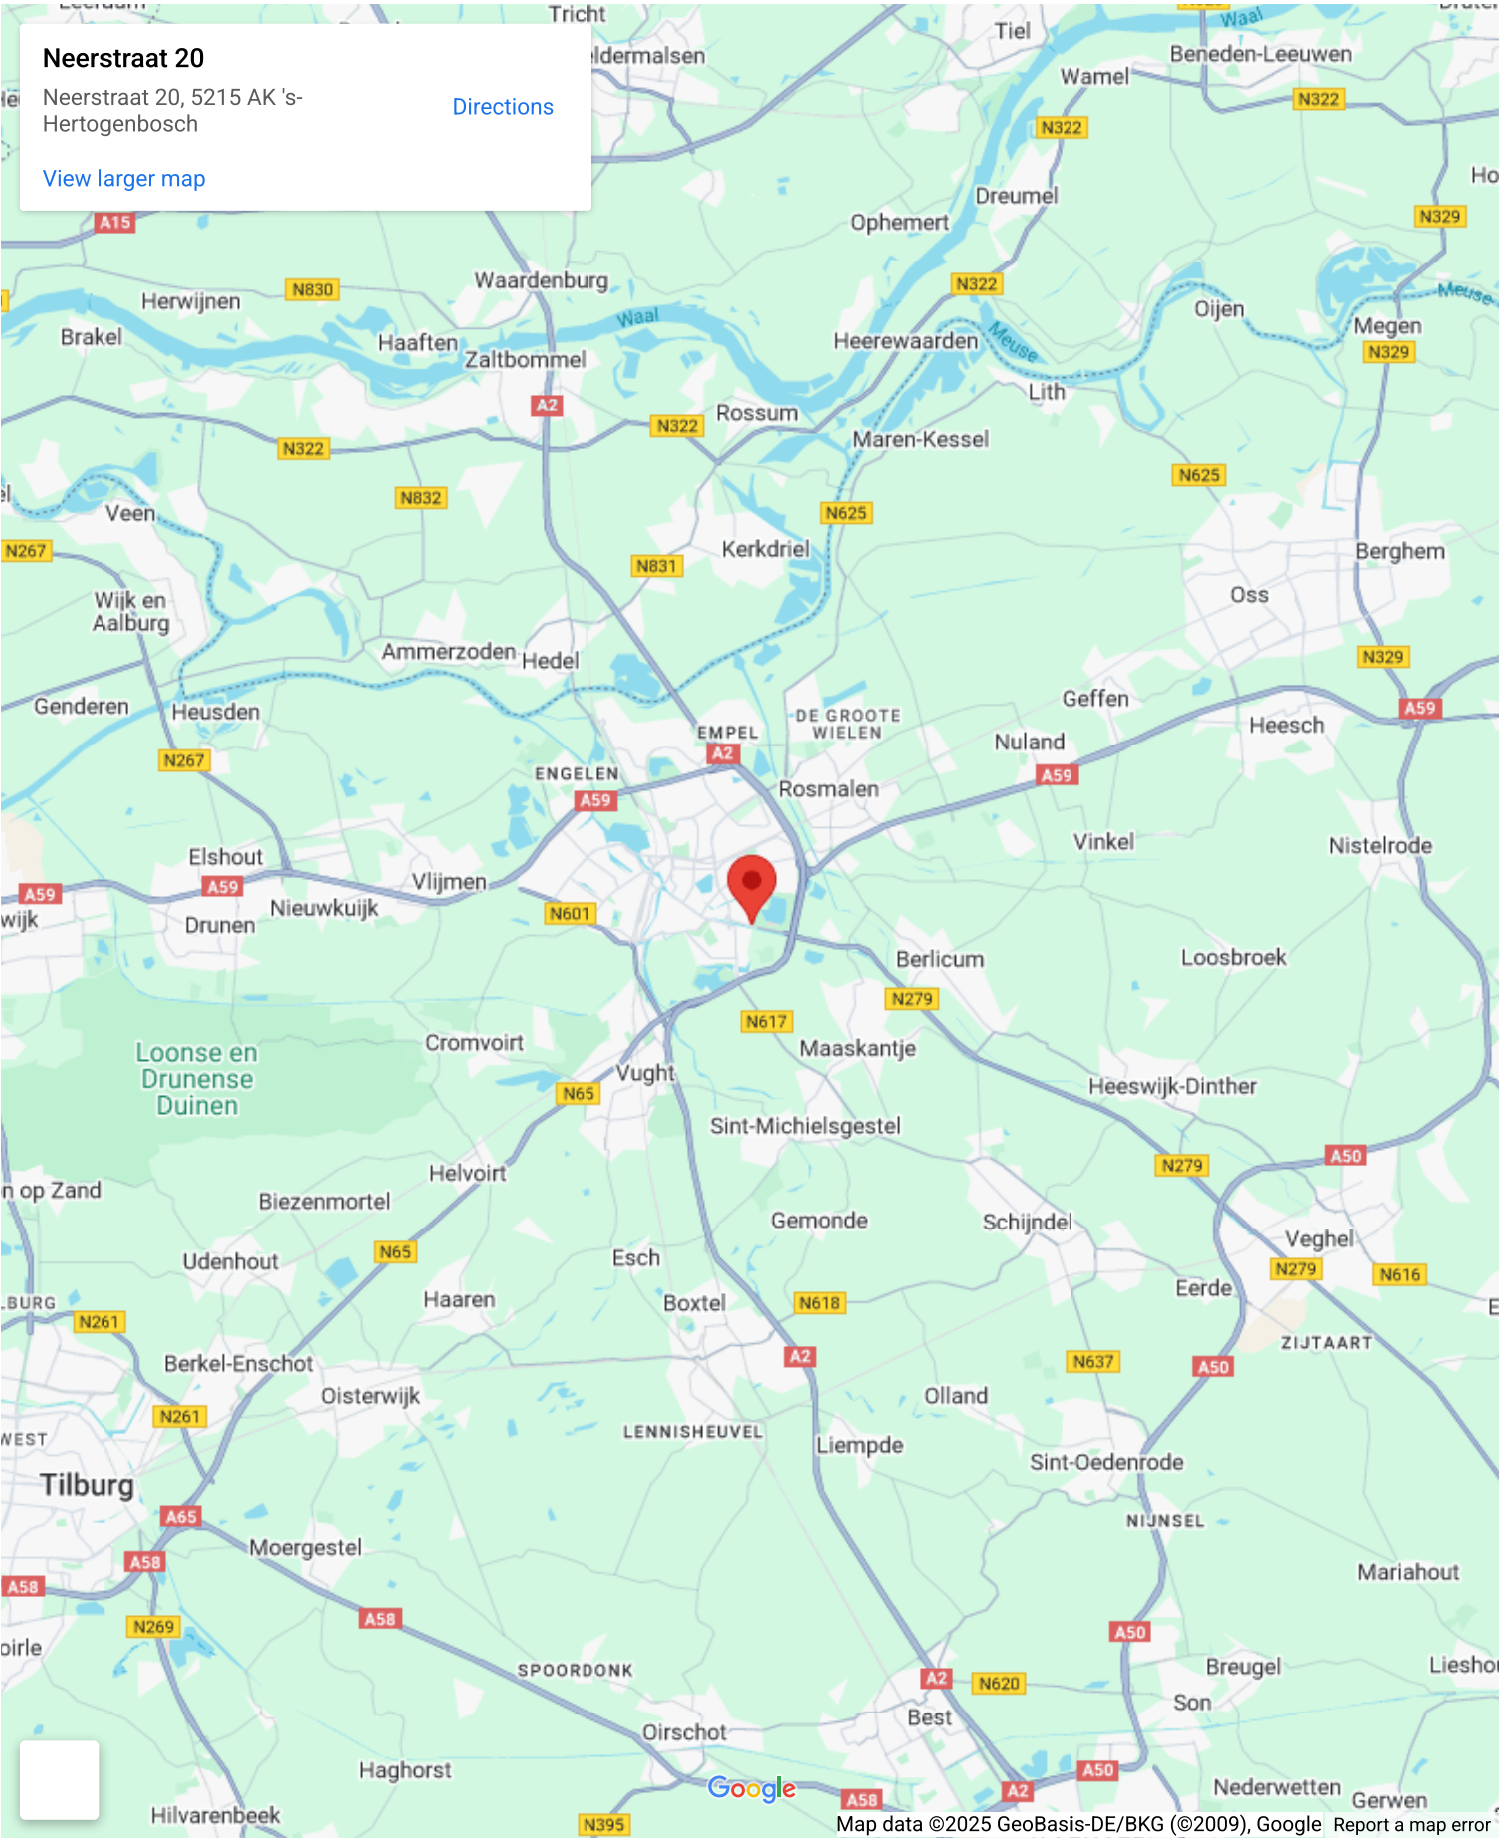 Neerstraat 20
Neerstraat 20, 5215 AK 's-
Hertogenbosch
Directions
View larger map
Tricht
Tiel
Waal
Beneden-Leeuwen
Wamel
N322
N322
Dreumel
N329
A15
Ophemert
Waardenburg
N322
N830
Herwijnen
Oijen
Meuse
Waal
Megen
Brakel
Haaften
Heerewaarden
Meuse
Zaltbommel
N329
Lith
A2
Rossum
N322
N322
Maren-Kessel
N625
N832
Veen
N625
N267
Kerkdriel
Berghem
N831
Wijk en
Aalburg
Oss
Ammerzoden
Hedel
N329
Genderen
Heusden
Geffen
A59
DE GROOTE
WIELEN
EMPEL
A2
Nuland
Heesch
N267
ENGELEN
A59
A59
Rosmalen
Vinkel
Nistelrode
Elshout
Vlijmen
A59
A59
Nieuwkuijk
N601
Drunen
Berlicum
Loosbroek
N279
N617
Cromvoirt
Maaskantje
Loonse en
Drunense
Duinen
Vught
Heeswijk-Dinther
N65
Sint-Michielsgestel
A50
N279
Helvoirt
n op Zand
Biezenmortel
Gemonde
Schijndel
Veghel
N65
Esch
Udenhout
N279
N616
Eerde
Haaren
Boxtel
N618
N261
ZIJTAART
Berkel-Enschot
A2
N637
A50
Oisterwijk
Olland
N261
LENNISHEUVEL
Liempde
WEST
Sint-Oedenrode
Tilburg
A65
NIJNSEL
Moergestel
A58
Mariahout
A58
A58
N269
A50
oirle
SPOORDONK
Breugel
Liesho
A2
N620
Son
Best
Oirschot
Haghorst
A50
Google
A2
Nederwetten
A58
Gerwen
Hilvarenbeek
N395
Map data ©2025 GeoBasis-DE/BKG (©2009), Google
Report a map error